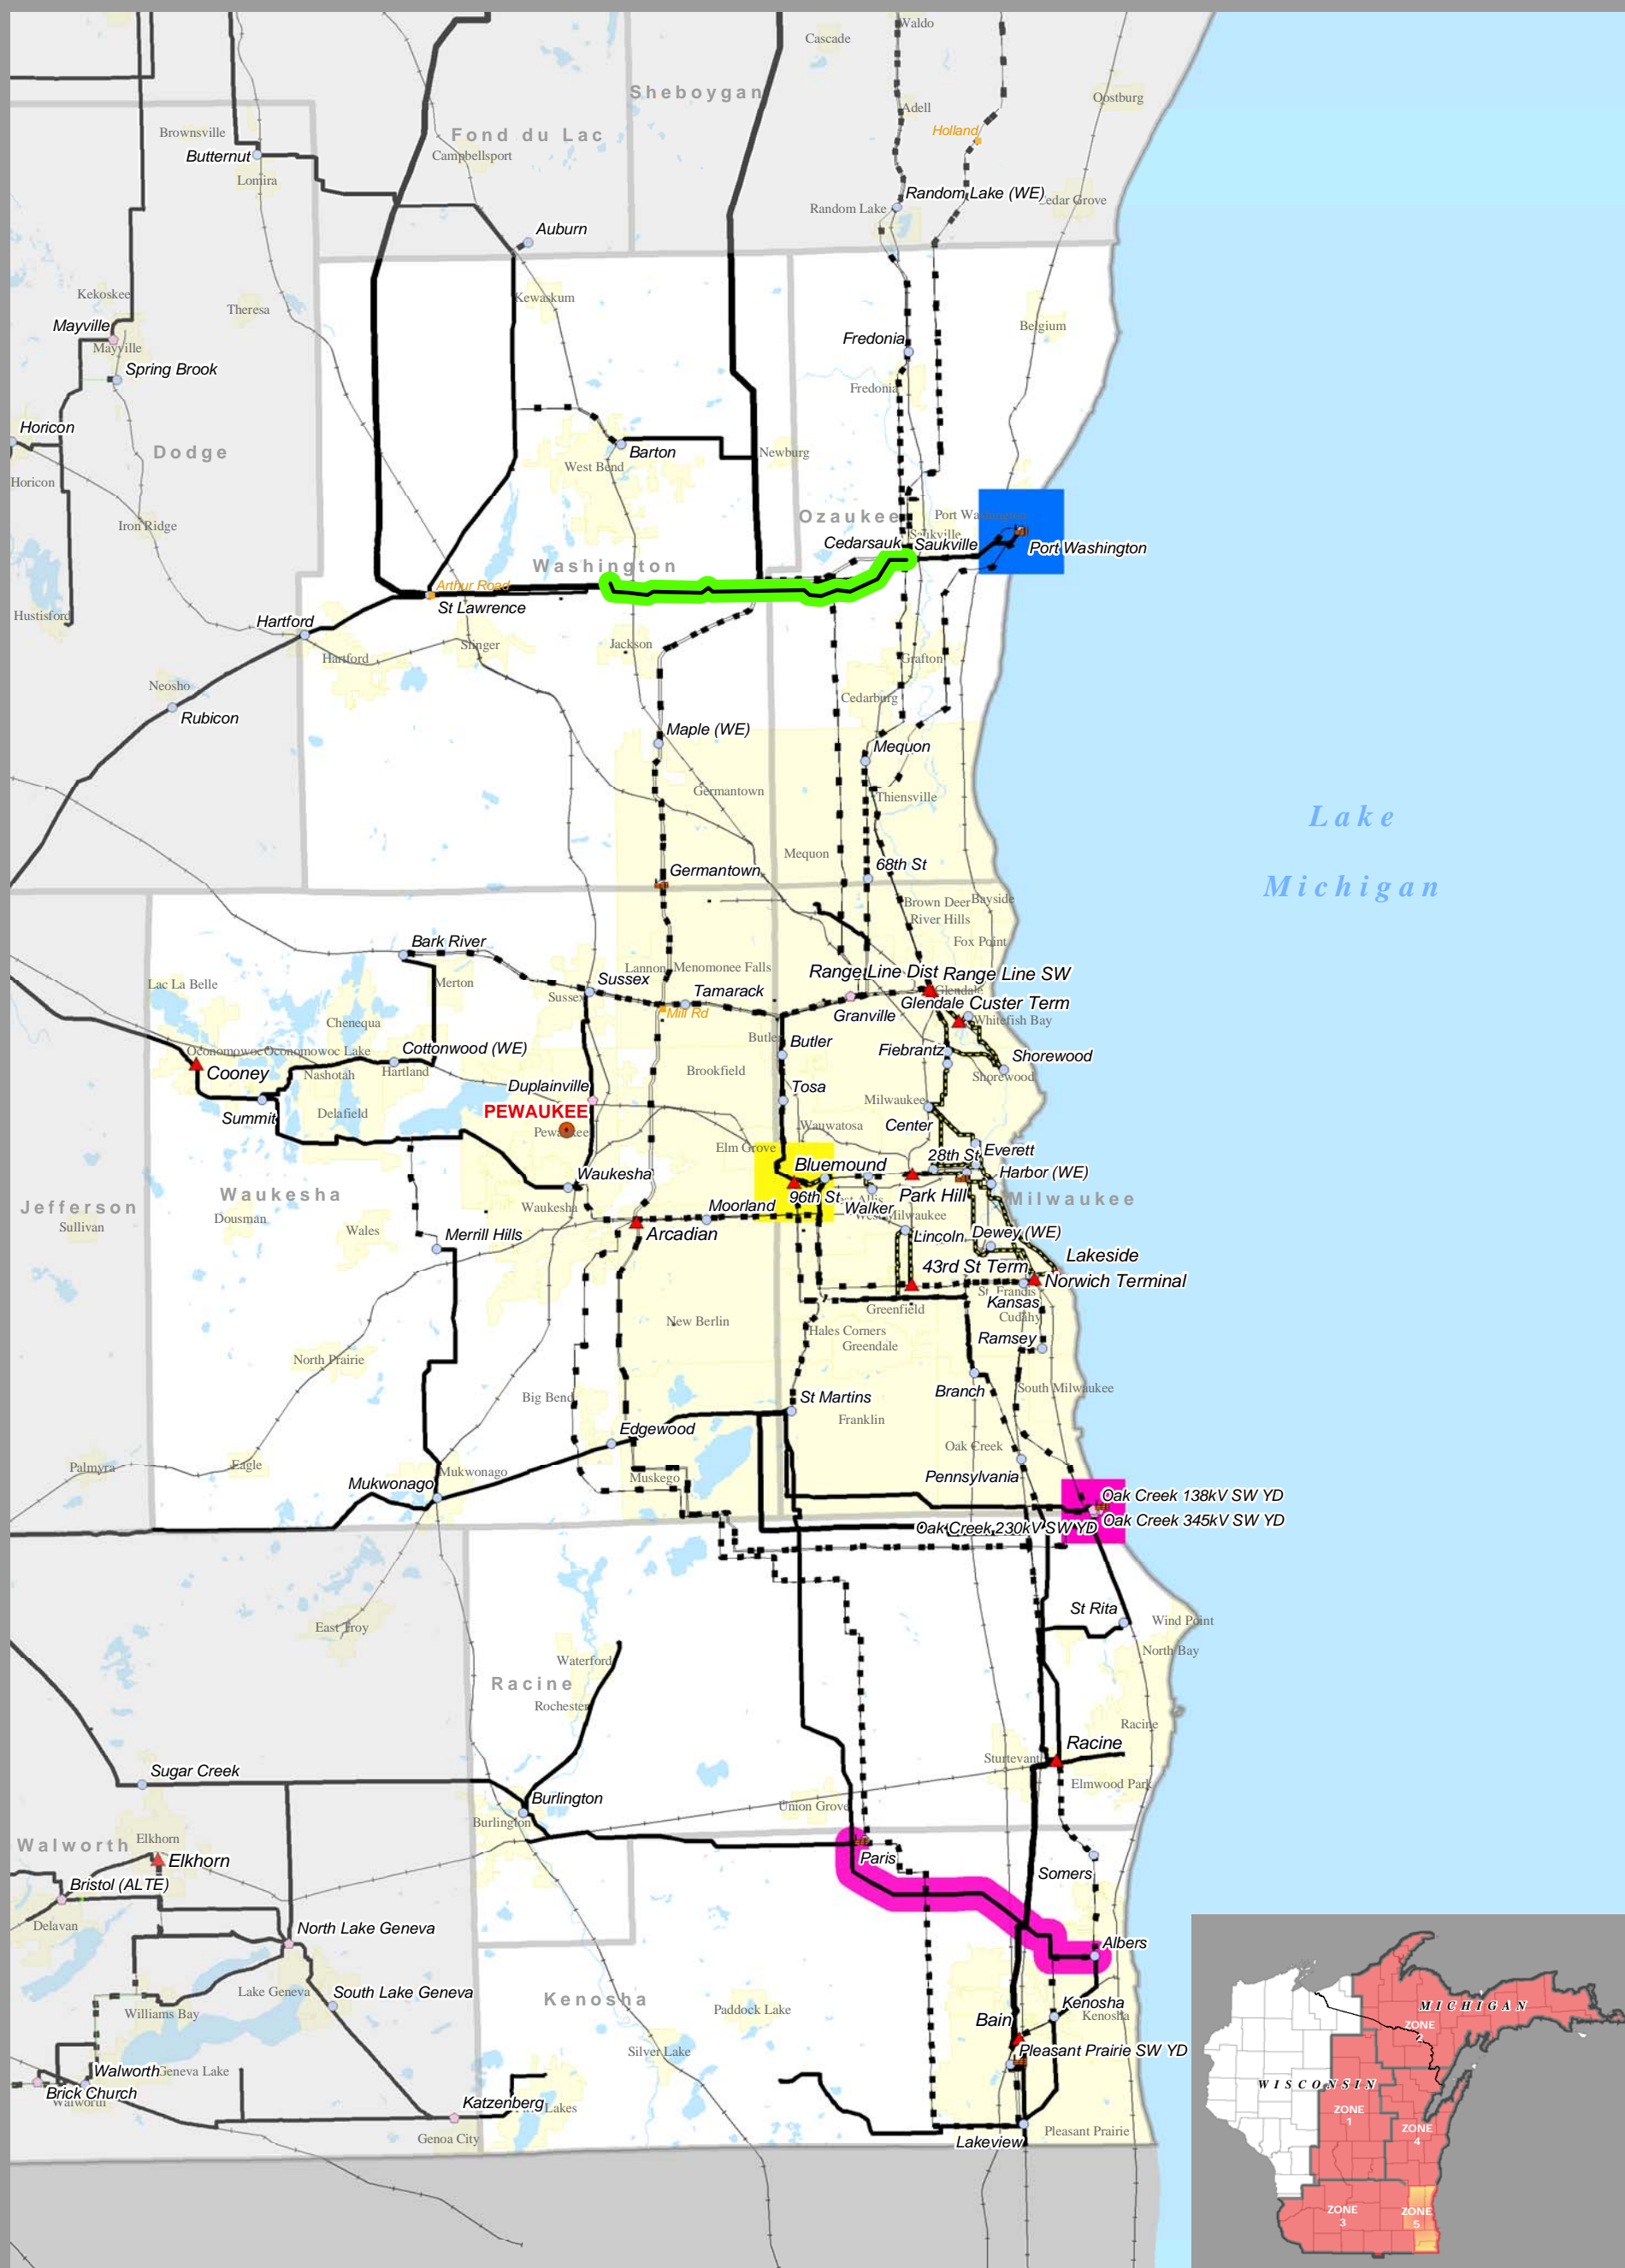 Waldo
Cascade
Sheboygan
Oostburg
Adell
Holland
Fond du Lac
Campbellsport
Brownsville
Butternut
Lomira
Random Lake (WE)
Random Lake
Cedar Grove
Auburn
Kewaskum
Kekoskee
Theresa
Mayville
Mayville
Spring Brook
Belgium
Fredonia
Fredonia
Horicon
Dodge
Horicon
Barton
West Bend
Newburg
Iron Ridge
Ozaukee
Port Washington
Saukville
Cedarsauk
Saukville
Port Washington
Washington
Arthur Road
St Lawrence
Hustisford
Hartford
Hartford
Slinger
Jackson
Grafton
Neosho
Rubicon
Cedarburg
Maple (WE)
Mequon
Germantown
Thiensville
Lake
Michigan
Mequon
68th St
Germantown
Brown Deer
Bayside
River Hills
Fox Point
Bark River
Lac La Belle
Merton
Lannon
Menomonee Falls
Sussex
Sussex
Tamarack
Mill Rd
Range Line Dist
Range Line SW
Glendale
Granville
Glendale
Custer Term
Whitefish Bay
Chenequa
Butler
Butler
Fiebrantz
Shorewood
Shorewood
Oconomowoc
Oconomowoc Lake
Cottonwood (WE)
Cooney
Nashotah
Hartland
Brookfield
Duplainville
Tosa
Summit
Delafield
PEWAUKEE
Pewaukee
Milwaukee
Center
Wauwatosa
Elm Grove
Everett
28th St
Bluemound
Harbor (WE)
Waukesha
Waukesha
Jefferson
Sullivan
Dousman
Wales
Waukesha
Moorland
96th St
West Allis
Walker
Park Hill
Milwaukee
West Milwaukee
Merrill Hills
Arcadian
Lincoln
Dewey (WE)
Lakeside
43rd St Term
Norwich Terminal
St. Francis
Kansas
Cudahy
Greenfield
New Berlin
Hales Corners
Greendale
Ramsey
North Prairie
Big Bend
Branch
South Milwaukee
St Martins
Franklin
Edgewood
Oak Creek
Palmyra
Eagle
Mukwonago
Mukwonago
Muskego
Pennsylvania
Oak Creek 138kV SW YD
Oak Creek 345kV SW YD
Oak Creek 230kV SW YD
East Troy
St Rita
Wind Point
North Bay
Waterford
Racine
Rochester
Racine
Racine
Sturtevant
Elmwood Park
Sugar Creek
Burlington
Burlington
Union Grove
Walworth
Elkhorn
Elkhorn
Bristol (ALTE)
Delavan
Paris
Somers
North Lake Geneva
Albers
Lake Geneva
South Lake Geneva
Williams Bay
Kenosha
Paddock Lake
Kenosha
Kenosha
Bain
Silver Lake
Pleasant Prairie SW YD
Walworth
Geneva Lake
Brick Church
Walworth
Katzenberg
Lakes
Genoa City
Lakeview
Pleasant Prairie
MICHIGAN
ZONE
2
WISCONSIN
ZONE
1
ZONE
4
ZONE
3
ZONE
5